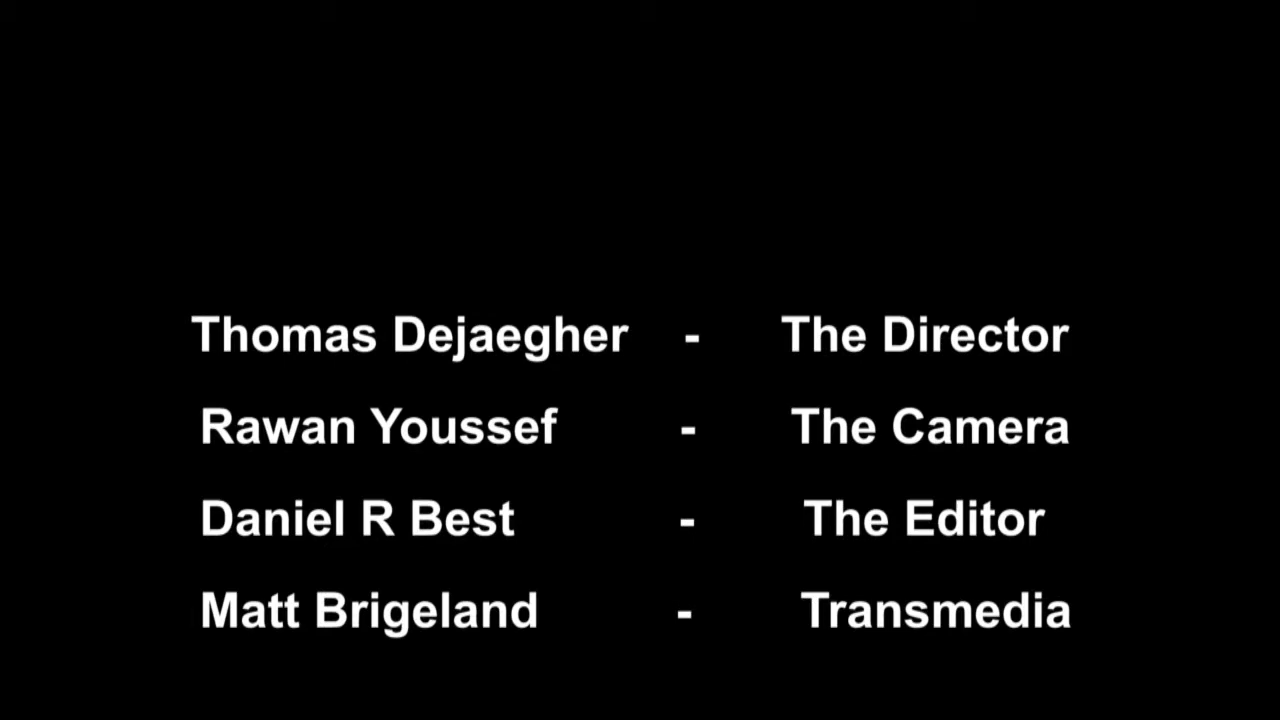 Thomas Dejaegher - The Director
Rawan Youssef - The Camera
Daniel R Best - The Editor
Matt Brigeland - Transmedia